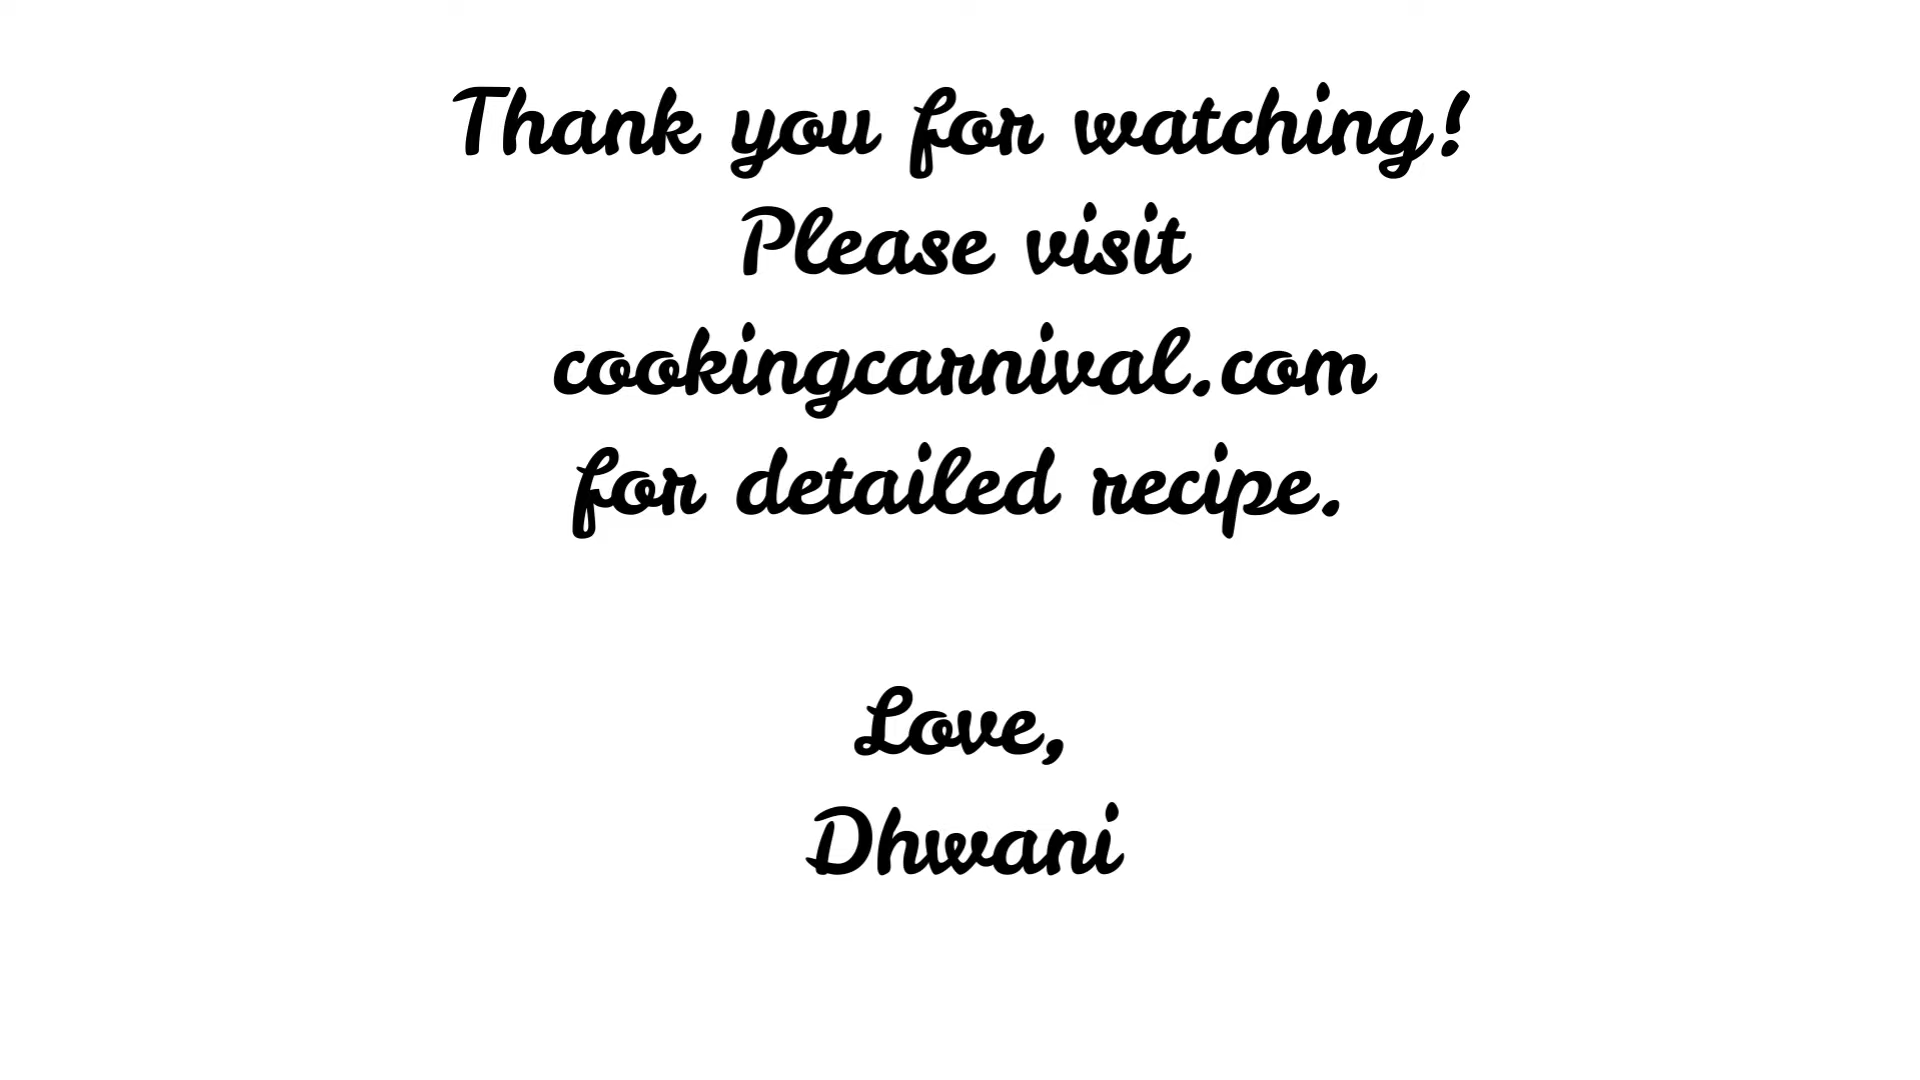 Thank you for watching!
Please visit
cookingcarnival.com
for detailed recipe.
Love,
Dhwani